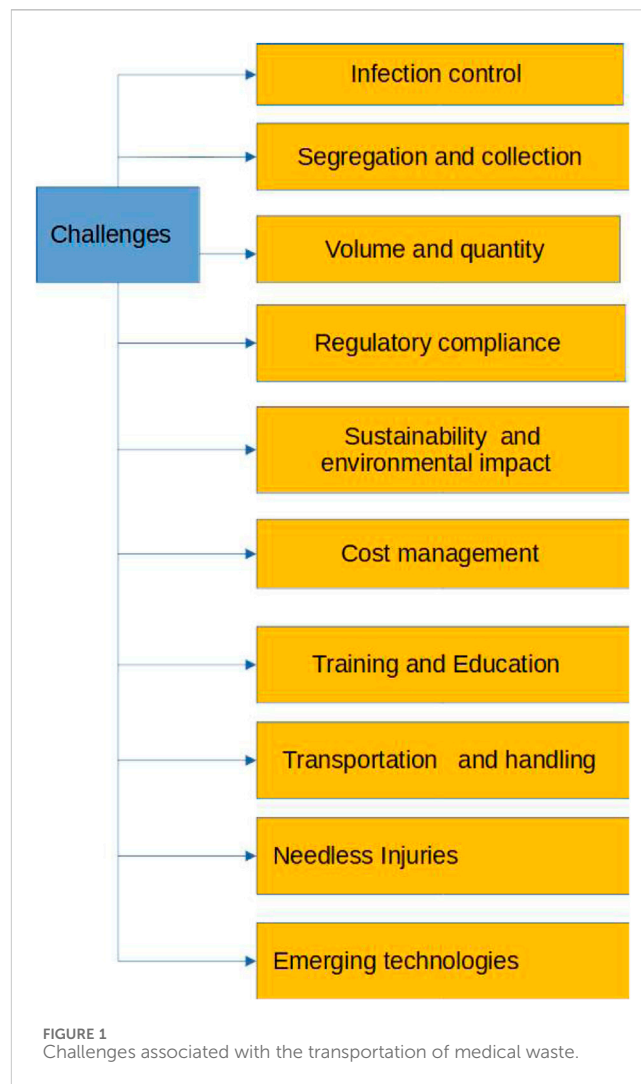 Infection control
Segregation and collection
Challenges
Volume and quantity
Regulatory compliance
Sustainability and
environmental impact
Cost management
Training and Education
Transportation and handling
Needless Injuries
Emerging technologies
FIGURE 1
Challenges associated with the transportation of medical waste.